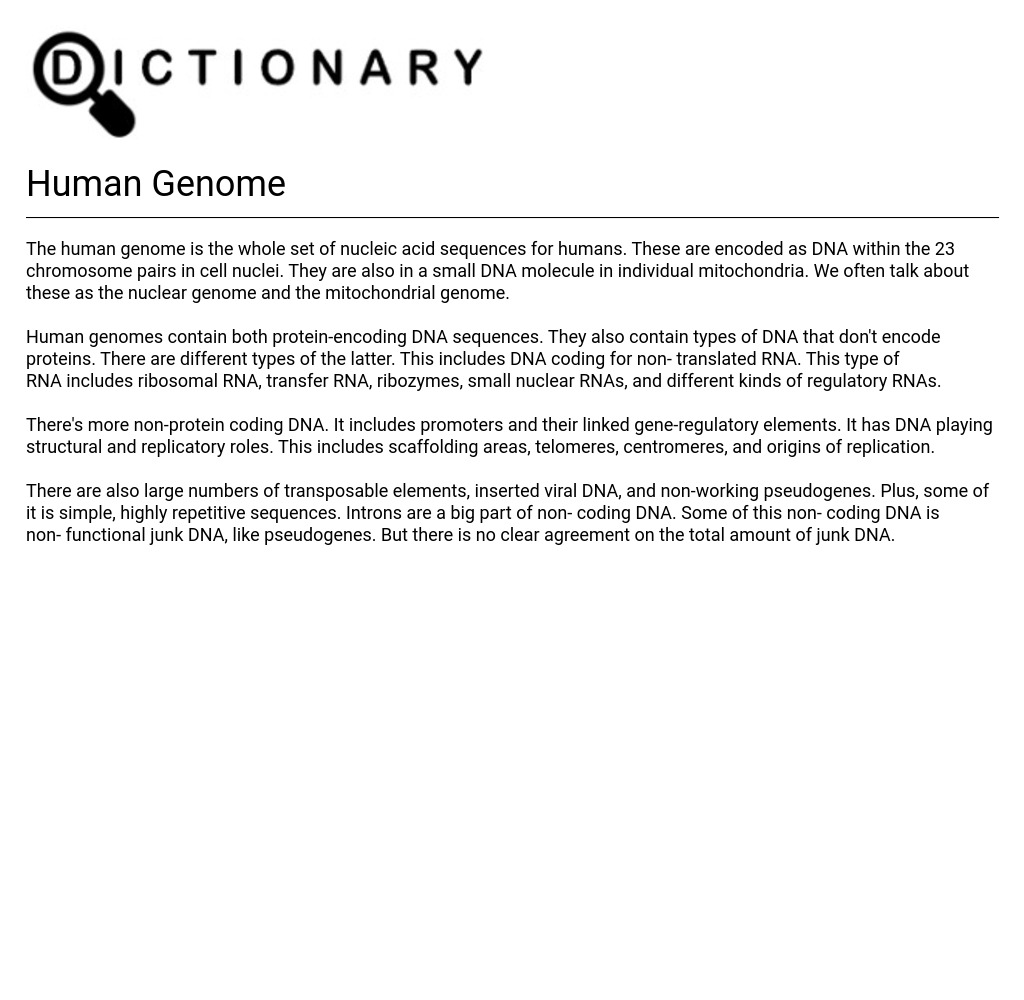 DICTIONARY
Human Genome
The human genome is the whole set of nucleic acid sequences for humans. These are encoded as DNA within the 23
chromosome pairs in cell nuclei. They are also in a small DNA molecule in individual mitochondria. We often talk about
these as the nuclear genome and the mitochondrial genome.
Human genomes contain both protein-encoding DNA sequences. They also contain types of DNA that don't encode
proteins. There are different types of the latter. This includes DNA coding for non- translated RNA. This type of
RNA includes ribosomal RNA, transfer RNA, ribozymes, small nuclear RNAs, and different kinds of regulatory RNAs.
There's more non-protein coding DNA. It includes promoters and their linked gene-regulatory elements. It has DNA playing
structural and replicatory roles. This includes scaffolding areas, telomeres, centromeres, and origins of replication.
There are also large numbers of transposable elements, inserted viral DNA, and non-working pseudogenes. Plus, some of
it is simple, highly repetitive sequences. Introns are a big part of non- coding DNA. Some of this non- coding DNA is
non- functional junk DNA, like pseudogenes. But there is no clear agreement on the total amount of junk DNA.